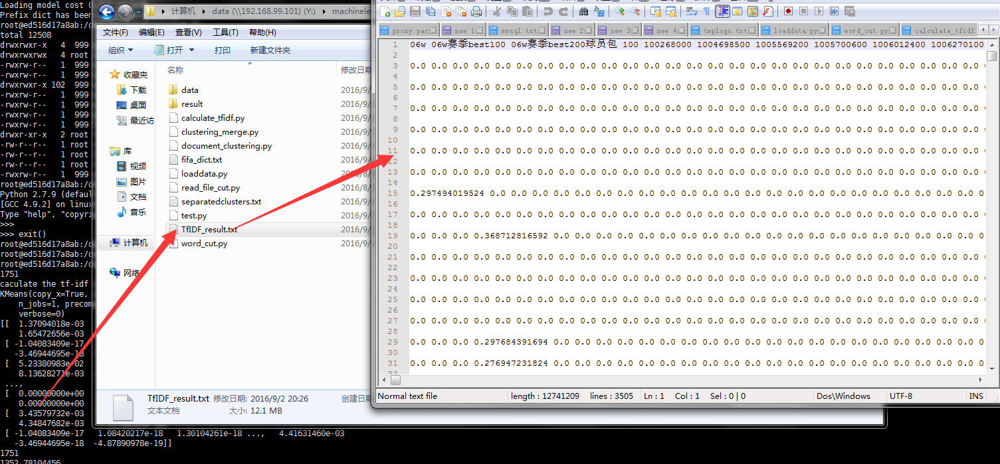 Loading model cost 0
Prefix dict has been
root@ed516d17a8ab:/d
total 12508
drwxrwxr-x 4 999
drwxrwxrwx 4 root
-rwxrw-r-- 1 999
-rwxrw-r-- 1 999
drwxrwxr-x 102 999
-rwxrw-r-- 1 999
-rwxrw-r-- 1 999
-rwxrw-r-- 1 999
-rwxrw-r-- 1 999
drwxr-xr-x 2 root
-rw-r--r-- 1 root
-rw-r--r-- 1 root
-rw-r--r-- 1 root
-rwxrw-r-- 1 999
root@ed516d17a8ab:/d
Python 2.7.9 (defaul
[GCC 4.9.2] on linux
Type "help", "copyri
>>>
>>> exit()
root@ed516d17a8ab:/d
root@ed516d17a8ab:/d
root@ed516d17a8ab:/d
1751
caculate the tf-idf
KMeans(copy_x=True,
n_jobs=1, precom
verbose=0)
[[ 1.37094018e-03
1.65472656e-03
[ -1.04083409e-17
-3.46944695e-18
[ 5.23380983e-02
8.13628271e-03
...,
[ 0.00000000e+00
0.00000000e+00
[ 3.43579732e-03
4.34847682e-03
[ -1.04083409e-17 1.08420217e-18 1.30104261e-18 ..., 4.41631460e-03
-3.46944695e-18 -4.87890978e-19]]
1751
1352.78104456
计算机 data (\\192.168.99.101) (Y:) machinele
文件(F) 编辑(E) 查看(V) 工具(T) 帮助(H)
组织 打开 打印 新建文件夹
收藏夹
下载
桌面
最近访
库
视频
图片
文档
音乐
计算机
网络
名称 修改日期
data 2016/9/
result 2016/9/
calculate_tfidf.py 2016/9/
clustering_merge.py 2016/9/
document_clustering.py 2016/9/
fifa_dict.txt 2016/9/
loaddata.py 2016/8/
read_file_cut.py 2016/8/
separatedclusters.txt 2016/9/
test.py 2016/9/
TfIDF_result.txt 2016/9/
word_cut.py 2016/9/
TfIDF_result.txt 修改日期: 2016/9/2 20:26 创建日期
文本文档 大小: 12.1 MB
proxy.pac new 1 mysql.txt new 2 new 3 new 4 tmplogs.txt loaddata.py word_cut.py calculate_tfidf.
1 06w 06w赛季best100 06w赛季best200球员包 100 100268000 1004698500 1005569200 1005700600 1006012400 1006270100
2
3 0.0 0.0 0.0 0.0 0.0 0.0 0.0 0.0 0.0 0.0 0.0 0.0 0.0 0.0 0.0 0.0 0.0 0.0 0.0 0.0 0.0 0.0 0.0 0.0 0.0 0.0 0.0
4
5 0.0 0.0 0.0 0.0 0.0 0.0 0.0 0.0 0.0 0.0 0.0 0.0 0.0 0.0 0.0 0.0 0.0 0.0 0.0 0.0 0.0 0.0 0.0 0.0 0.0 0.0 0.0
6
7 0.0 0.0 0.0 0.0 0.0 0.0 0.0 0.0 0.0 0.0 0.0 0.0 0.0 0.0 0.0 0.0 0.0 0.0 0.0 0.0 0.0 0.0 0.0 0.0 0.0 0.0 0.0
8
9 0.0 0.0 0.0 0.0 0.0 0.0 0.0 0.0 0.0 0.0 0.0 0.0 0.0 0.0 0.0 0.0 0.0 0.0 0.0 0.0 0.0 0.0 0.0 0.0 0.0 0.0 0.0
10
11 0.0 0.0 0.0 0.0 0.0 0.0 0.0 0.0 0.0 0.0 0.0 0.0 0.0 0.0 0.0 0.0 0.0 0.0 0.0 0.0 0.0 0.0 0.0 0.0 0.0 0.0 0.0
12
13 0.0 0.0 0.0 0.0 0.0 0.0 0.0 0.0 0.0 0.0 0.0 0.0 0.0 0.0 0.0 0.0 0.0 0.0 0.0 0.0 0.0 0.0 0.0 0.0 0.0 0.0 0.0
14
15 0.297494019524 0.0 0.0 0.0 0.0 0.0 0.0 0.0 0.0 0.0 0.0 0.0 0.0 0.0 0.0 0.0 0.0 0.0 0.0 0.0 0.0 0.0 0.0 0.0 0
16
17 0.0 0.0 0.0 0.0 0.0 0.0 0.0 0.0 0.0 0.0 0.0 0.0 0.0 0.0 0.0 0.0 0.0 0.0 0.0 0.0 0.0 0.0 0.0 0.0 0.0 0.0 0.0
18
19 0.0 0.0 0.0 0.368712816592 0.0 0.0 0.0 0.0 0.0 0.0 0.0 0.0 0.0 0.0 0.0 0.0 0.0 0.0 0.0 0.0 0.0 0.0 0.0 0.0 0
20
21 0.0 0.0 0.0 0.0 0.0 0.0 0.0 0.0 0.0 0.0 0.0 0.0 0.0 0.0 0.0 0.0 0.0 0.0 0.0 0.0 0.0 0.0 0.0 0.0 0.0 0.0 0.0
22
23 0.0 0.0 0.0 0.0 0.0 0.0 0.0 0.0 0.0 0.0 0.0 0.0 0.0 0.0 0.0 0.0 0.0 0.0 0.0 0.0 0.0 0.0 0.0 0.0 0.0 0.0 0.0
24
25 0.0 0.0 0.0 0.0 0.0 0.0 0.0 0.0 0.0 0.0 0.0 0.0 0.0 0.0 0.0 0.0 0.0 0.0 0.0 0.0 0.0 0.0 0.0 0.0 0.0 0.0 0.0
26
27 0.0 0.0 0.0 0.0 0.0 0.0 0.0 0.0 0.0 0.0 0.0 0.0 0.0 0.0 0.0 0.0 0.0 0.0 0.0 0.0 0.0 0.0 0.0 0.0 0.0 0.0 0.0
28
29 0.0 0.0 0.0 0.297684391694 0.0 0.0 0.0 0.0 0.0 0.0 0.0 0.0 0.0 0.0 0.0 0.0 0.0 0.0 0.0 0.0 0.0 0.0 0.0 0.0 0
30
31 0.0 0.0 0.0 0.276947231824 0.0 0.0 0.0 0.0 0.0 0.0 0.0 0.0 0.0 0.0 0.0 0.0 0.0 0.0 0.0 0.0 0.0 0.0 0.0 0.0 0
32
Normal text file length : 12741209 lines : 3505 Ln : 1 Col : 1 Sel : 0 | 0 Dos\Windows UTF-8 INS